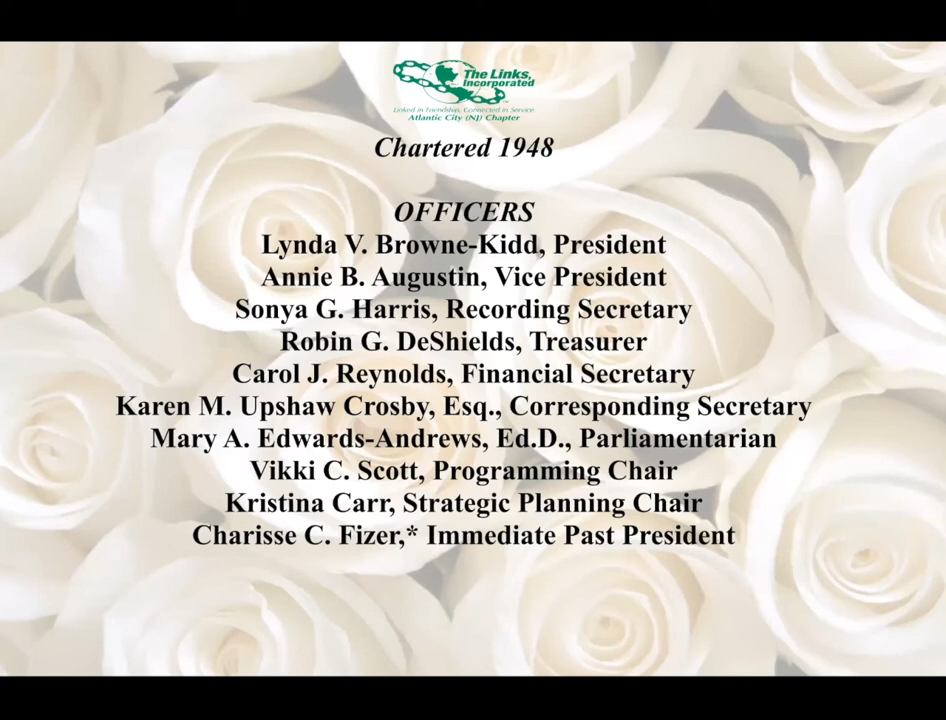 The Links,
Incorporated
Linked in Friendship, Connected in Service
Atlantic City (NJ) Chapter
Chartered 1948
OFFICERS
Lynda V. Browne-Kidd, President
Annie B. Augustin, Vice President
Sonya G. Harris, Recording Secretary
Robin G. DeShields, Treasurer
Carol J. Reynolds, Financial Secretary
Karen M. Upshaw Crosby, Esq., Corresponding Secretary
Mary A. Edwards-Andrews, Ed.D., Parliamentarian
Vikki C. Scott, Programming Chair
Kristina Carr, Strategic Planning Chair
Charisse C. Fizer,* Immediate Past President